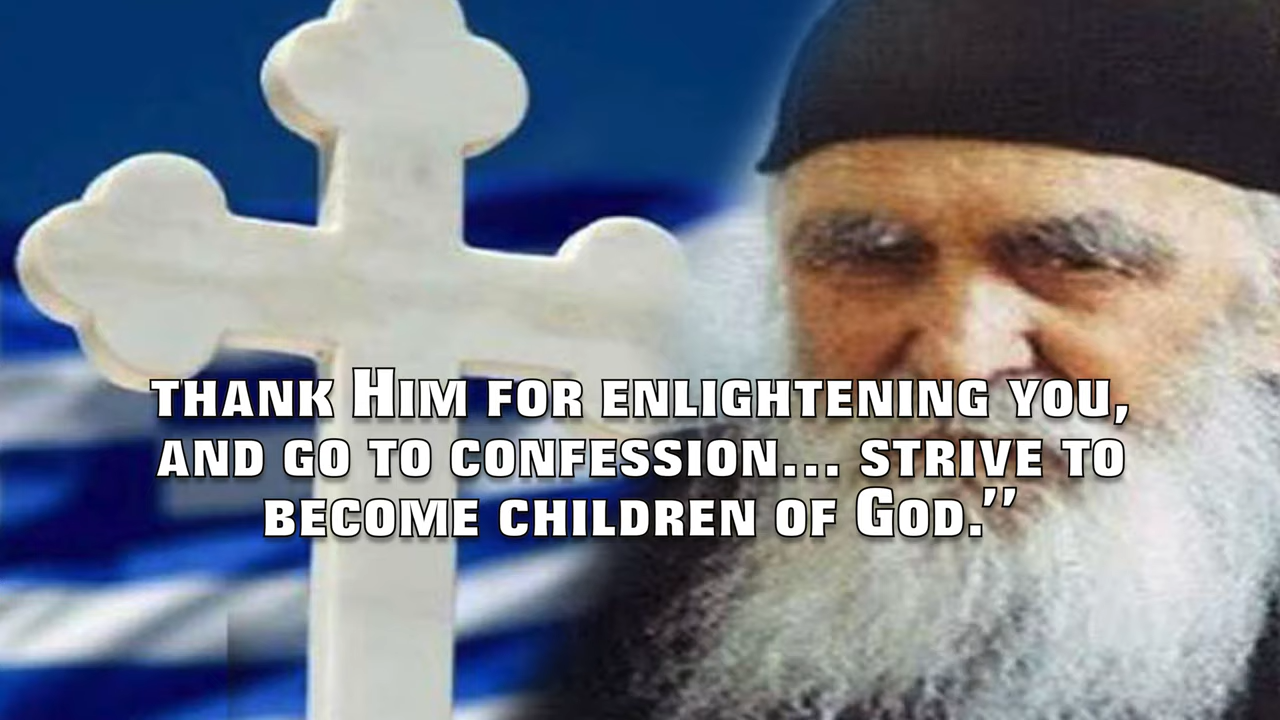 thank Him for enlightening you,
and go to confession... strive to
become children of God.”